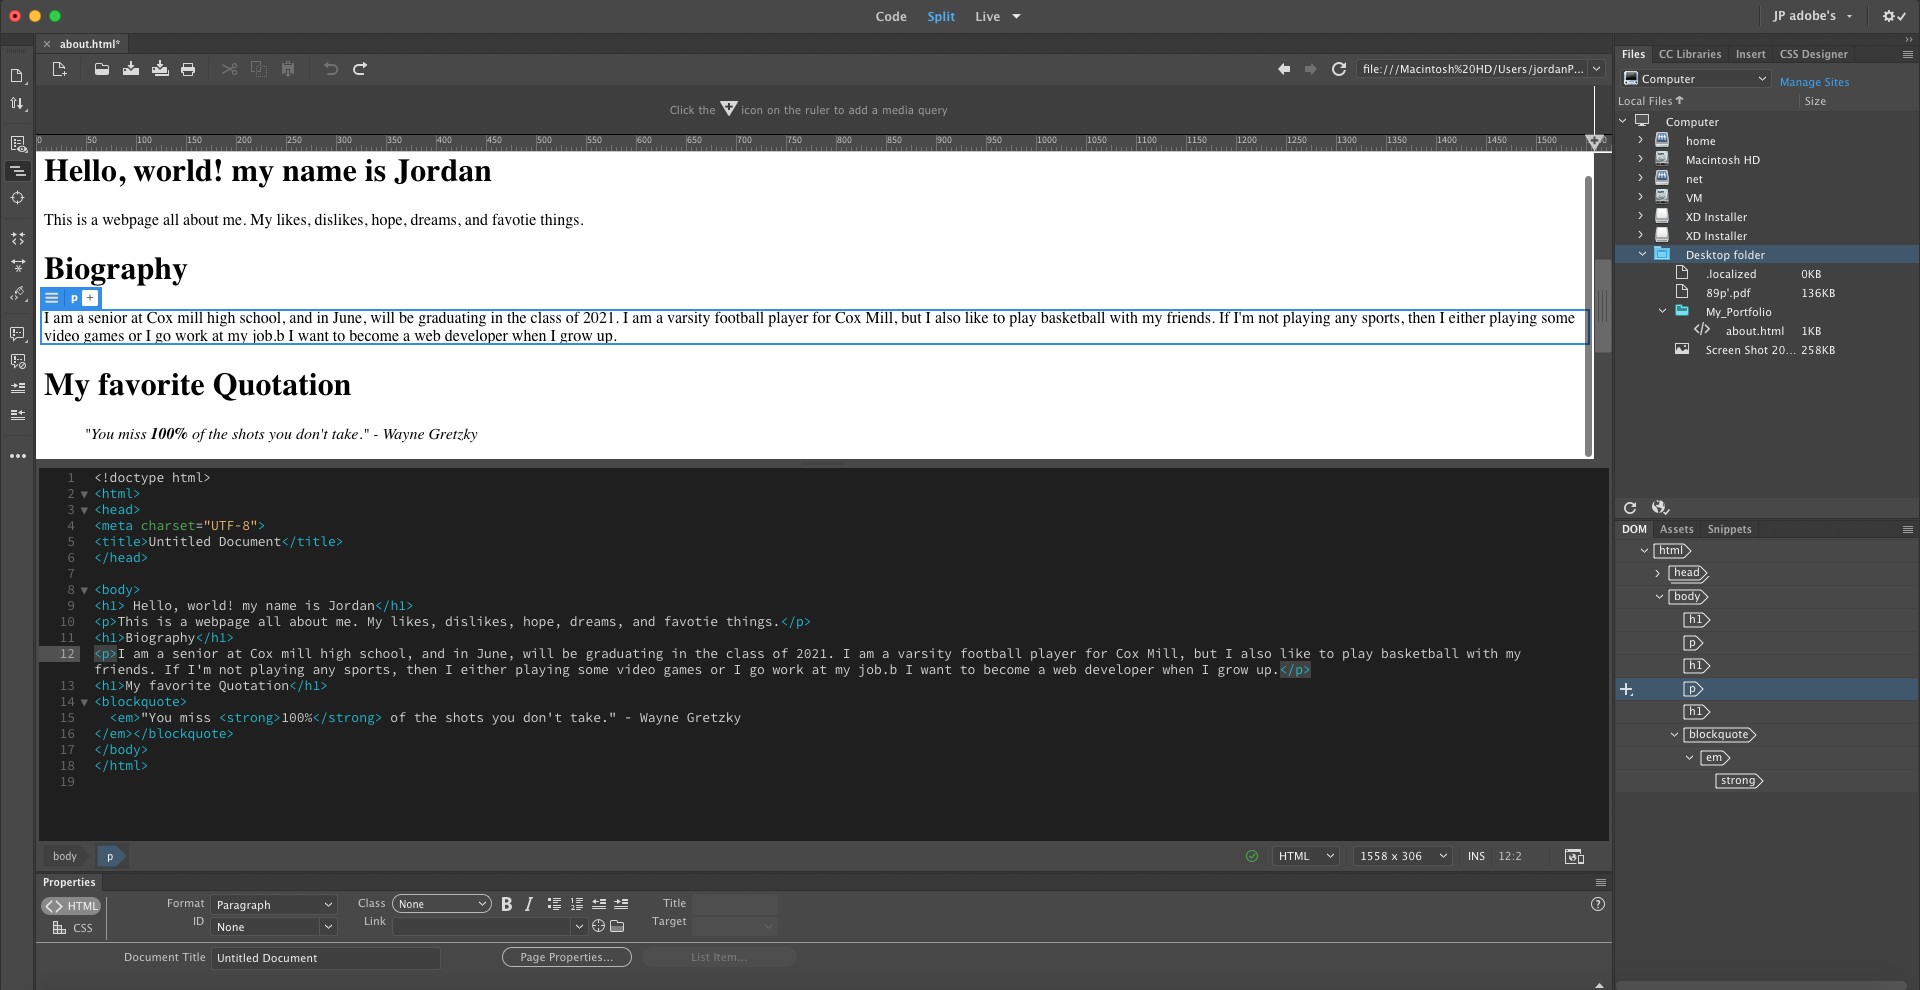 Code Split Live
JP adobe's
about.html*
file:///Macintosh%20HD/Users/jordanP...
Click the icon on the ruler to add a media query
0 50 100 150 200 250 300 350 400 450 500 550 600 650 700 750 800 850 900 950 1000 1050 1100 1150 1200 1250 1300 1350 1400 1450 1500
Hello, world! my name is Jordan
This is a webpage all about me. My likes, dislikes, hope, dreams, and favotie things.
Biography
p +
I am a senior at Cox mill high school, and in June, will be graduating in the class of 2021. I am a varsity football player for Cox Mill, but I also like to play basketball with my friends. If I'm not playing any sports, then I either playing some
video games or I go work at my job.b I want to become a web developer when I grow up.
My favorite Quotation
"You miss 100% of the shots you don't take." - Wayne Gretzky
1 <!doctype html>
2 <html>
3 <head>
4 <meta charset="UTF-8">
5 <title>Untitled Document</title>
6 </head>
7
8 <body>
9 <h1> Hello, world! my name is Jordan</h1>
10 <p>This is a webpage all about me. My likes, dislikes, hope, dreams, and favotie things.</p>
11 <h1>Biography</h1>
12 <p>I am a senior at Cox mill high school, and in June, will be graduating in the class of 2021. I am a varsity football player for Cox Mill, but I also like to play basketball with my
friends. If I'm not playing any sports, then I either playing some video games or I go work at my job.b I want to become a web developer when I grow up.</p>
13 <h1>My favorite Quotation</h1>
14 <blockquote>
15 <em>"You miss <strong>100%</strong> of the shots you don't take." - Wayne Gretzky
16 </em></blockquote>
17 </body>
18 </html>
19
body p
HTML 1558 x 306 INS 12:2
Properties
<> HTML
CSS
Format Paragraph Class None B I Title
ID None Link Target
Document Title Untitled Document Page Properties... List Item...
Files CC Libraries Insert CSS Designer
Computer Manage Sites
Local Files Size
Computer
home
Macintosh HD
net
VM
XD Installer
XD Installer
Desktop folder
.localized 0KB
89p'.pdf 136KB
My_Portfolio
about.html 1KB
Screen Shot 20... 258KB
DOM Assets Snippets
html
head
body
h1
p
h1
p
h1
blockquote
em
strong